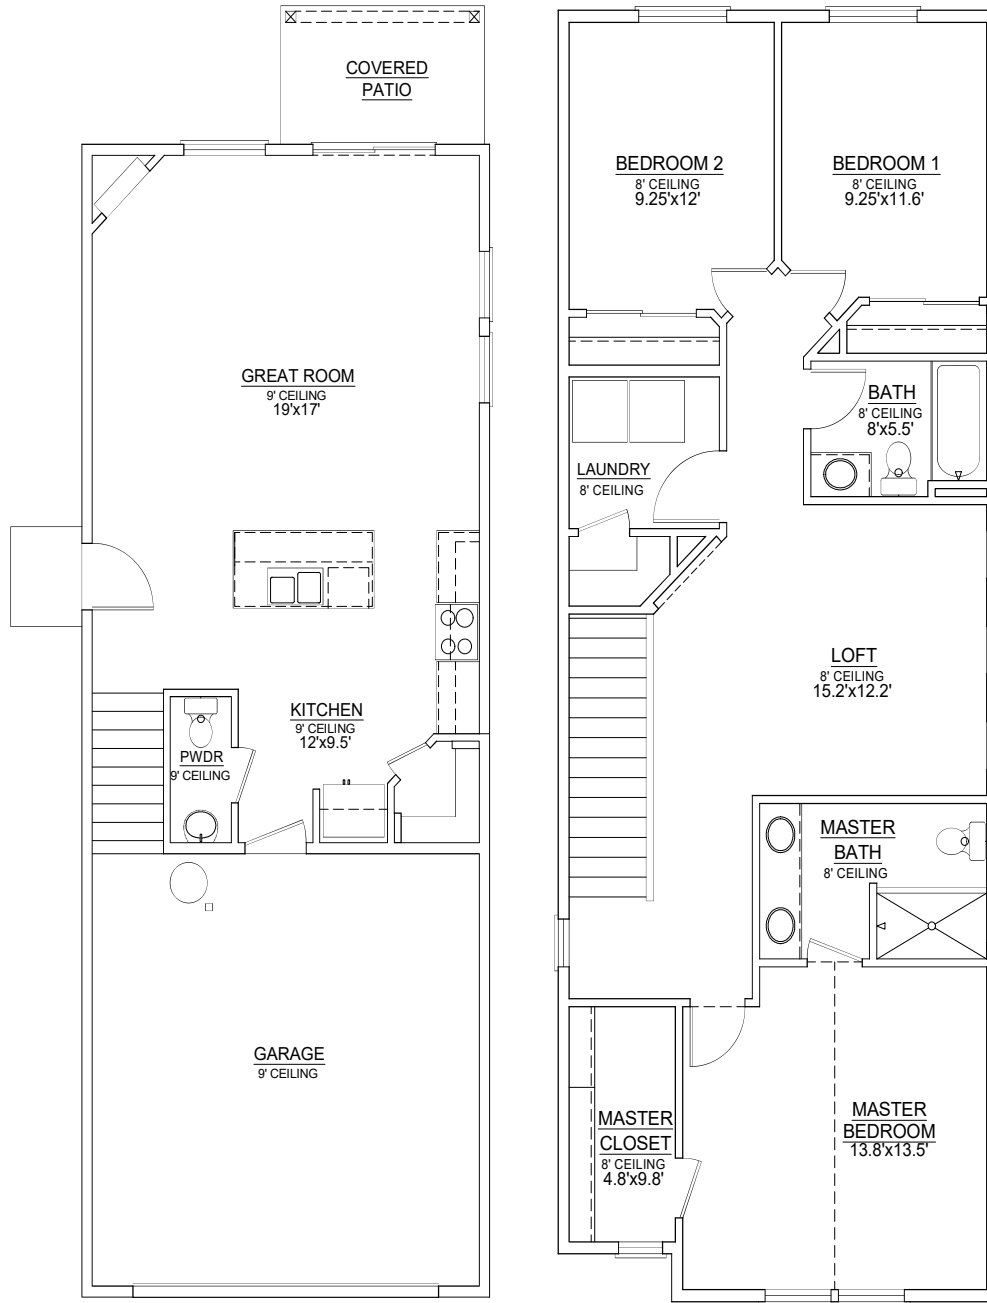 COVERED
PATIO
GREAT ROOM
9' CEILING
19'x17'
KITCHEN
9' CEILING
12'x9.5'
PWDR
9' CEILING
GARAGE
9' CEILING
BEDROOM 2
8' CEILING
9.25'x12'
BEDROOM 1
8' CEILING
9.25'x11.6'
BATH
8' CEILING
8'x5.5'
LAUNDRY
8' CEILING
LOFT
8' CEILING
15.2'x12.2'
MASTER
BATH
8' CEILING
MASTER
CLOSET
8' CEILING
4.8'x9.8'
MASTER
BEDROOM
13.8'x13.5'